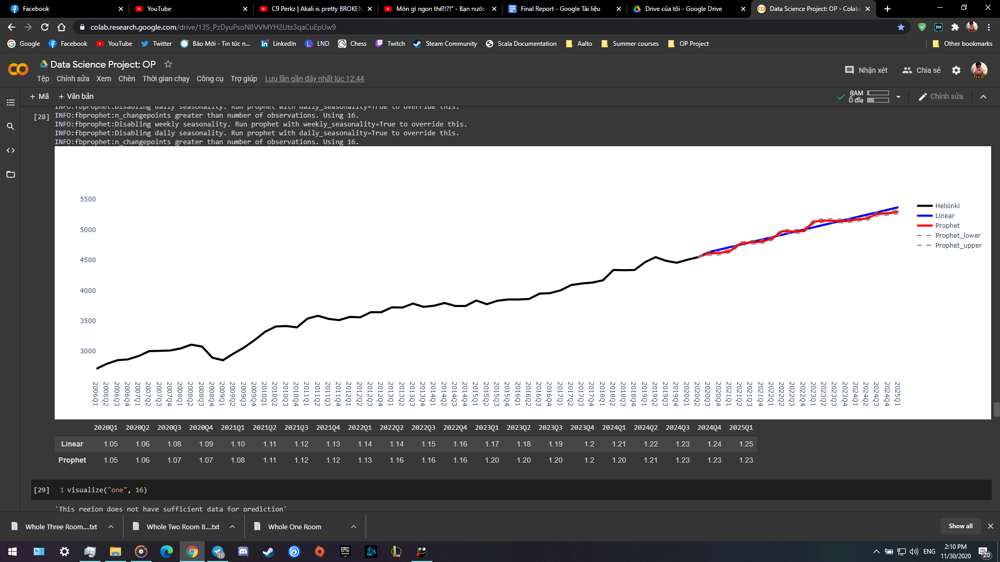 Facebook
YouTube
C9 Perkz | Akali is pretty BROKEN
Món gì ngon thế!!?!" - Bạn nước
Final Report - Google Tài liệu
Drive của tôi - Google Drive
Data Science Project: OP - Colab
colab.research.google.com/drive/13S_PzDyuPsoN8VVMYH2Uts3qaCuEpUw9
Google
Facebook
YouTube
Twitter
Báo Mới - Tin tức n...
LinkedIn
LND
Chess
Twitch
Steam Community
Scala Documentation
Aalto
Summer courses
OP Project
Other bookmarks
Data Science Project: OP
Nhận xét
Chia sẻ
Tệp Chỉnh sửa Xem Chèn Thời gian chạy Công cụ Trợ giúp Lưu lần gần đây nhất lúc 12:44
+ Mã + Văn bản
RAM
Ổ đĩa
Chỉnh sửa
INFO:fbprophet:Disabling daily seasonality. Run prophet with daily_seasonality=True to override this.
[28] INFO:fbprophet:n_changepoints greater than number of observations. Using 16.
INFO:fbprophet:Disabling weekly seasonality. Run prophet with weekly_seasonality=True to override this.
INFO:fbprophet:Disabling daily seasonality. Run prophet with daily_seasonality=True to override this.
INFO:fbprophet:n_changepoints greater than number of observations. Using 16.
5500
5000
4500
4000
3500
3000
Helsinki
Linear
Prophet
Prophet_lower
Prophet_upper
2006Q1 2006Q2 2006Q3 2006Q4 2007Q1 2007Q2 2007Q3 2007Q4 2008Q1 2008Q2 2008Q3 2008Q4 2009Q1 2009Q2 2009Q3 2009Q4 2010Q1 2010Q2 2010Q3 2010Q4 2011Q1 2011Q2 2011Q3 2011Q4 2012Q1 2012Q2 2012Q3 2012Q4 2013Q1 2013Q2 2013Q3 2013Q4 2014Q1 2014Q2 2014Q3 2014Q4 2015Q1 2015Q2 2015Q3 2015Q4 2016Q1 2016Q2 2016Q3 2016Q4 2017Q1 2017Q2 2017Q3 2017Q4 2018Q1 2018Q2 2018Q3 2018Q4 2019Q1 2019Q2 2019Q3 2019Q4 2020Q1 2020Q2 2020Q3 2020Q4 2021Q1 2021Q2 2021Q3 2021Q4 2022Q1 2022Q2 2022Q3 2022Q4 2023Q1 2023Q2 2023Q3 2023Q4 2024Q1 2024Q2 2024Q3 2024Q4 2025Q1
2020Q1 2020Q2 2020Q3 2020Q4 2021Q1 2021Q2 2021Q3 2021Q4 2022Q1 2022Q2 2022Q3 2022Q4 2023Q1 2023Q2 2023Q3 2023Q4 2024Q1 2024Q2 2024Q3 2024Q4 2025Q1
Linear 1.05 1.06 1.08 1.09 1.10 1.11 1.12 1.13 1.14 1.14 1.15 1.16 1.17 1.18 1.19 1.2 1.21 1.22 1.23 1.24 1.25
Prophet 1.05 1.06 1.07 1.07 1.08 1.11 1.12 1.12 1.13 1.16 1.16 1.16 1.20 1.20 1.20 1.2 1.20 1.21 1.23 1.23 1.23
[29] 1 visualize("one", 16)
'This region does not have sufficient data for prediction'
Whole Three Room....txt
Whole Two Room B....txt
Whole One Room
Show all
16
EPIC GAMES
ENG
2:10 PM
11/30/2020
20